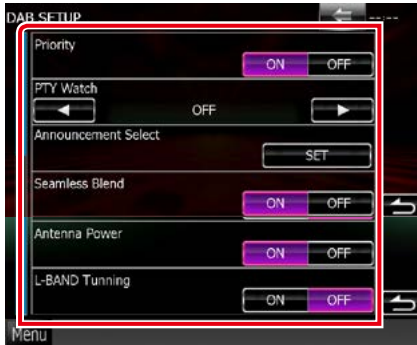 DAB SETUP --:--
Priority
ON OFF
PTY Watch
OFF
Announcement Select
SET
Seamless Blend
ON OFF
Antenna Power
ON OFF
L-BAND Tunning
ON OFF
Menu